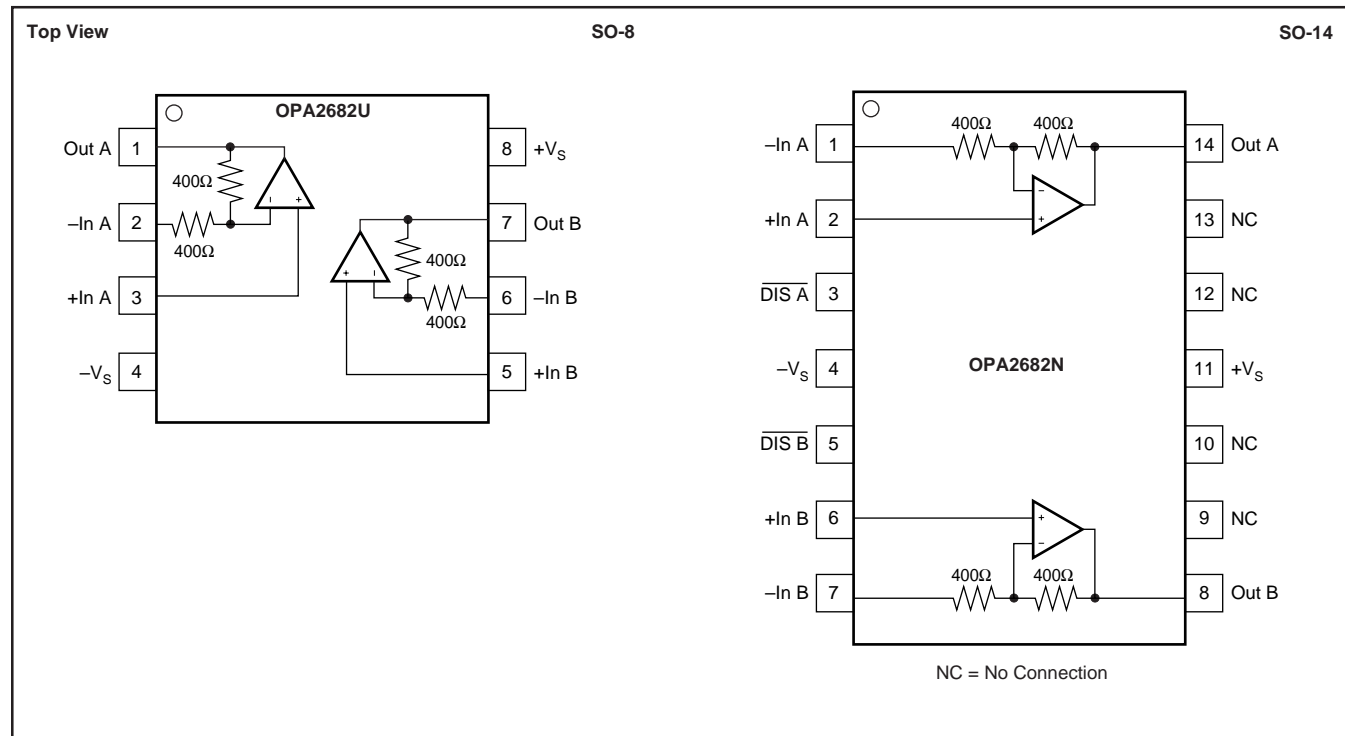 Top View
SO-8
SO-14
OPA2682U
Out A 1
–In A 2
+In A 3
–VS 4
8 +VS
7 Out B
6 –In B
5 +In B
400Ω
400Ω
400Ω
400Ω
– +
+ –
OPA2682N
–In A 1
+In A 2
DIS A 3
–VS 4
DIS B 5
+In B 6
–In B 7
14 Out A
13 NC
12 NC
11 +VS
10 NC
9 NC
8 Out B
400Ω 400Ω
–
+
+
–
400Ω 400Ω
NC = No Connection